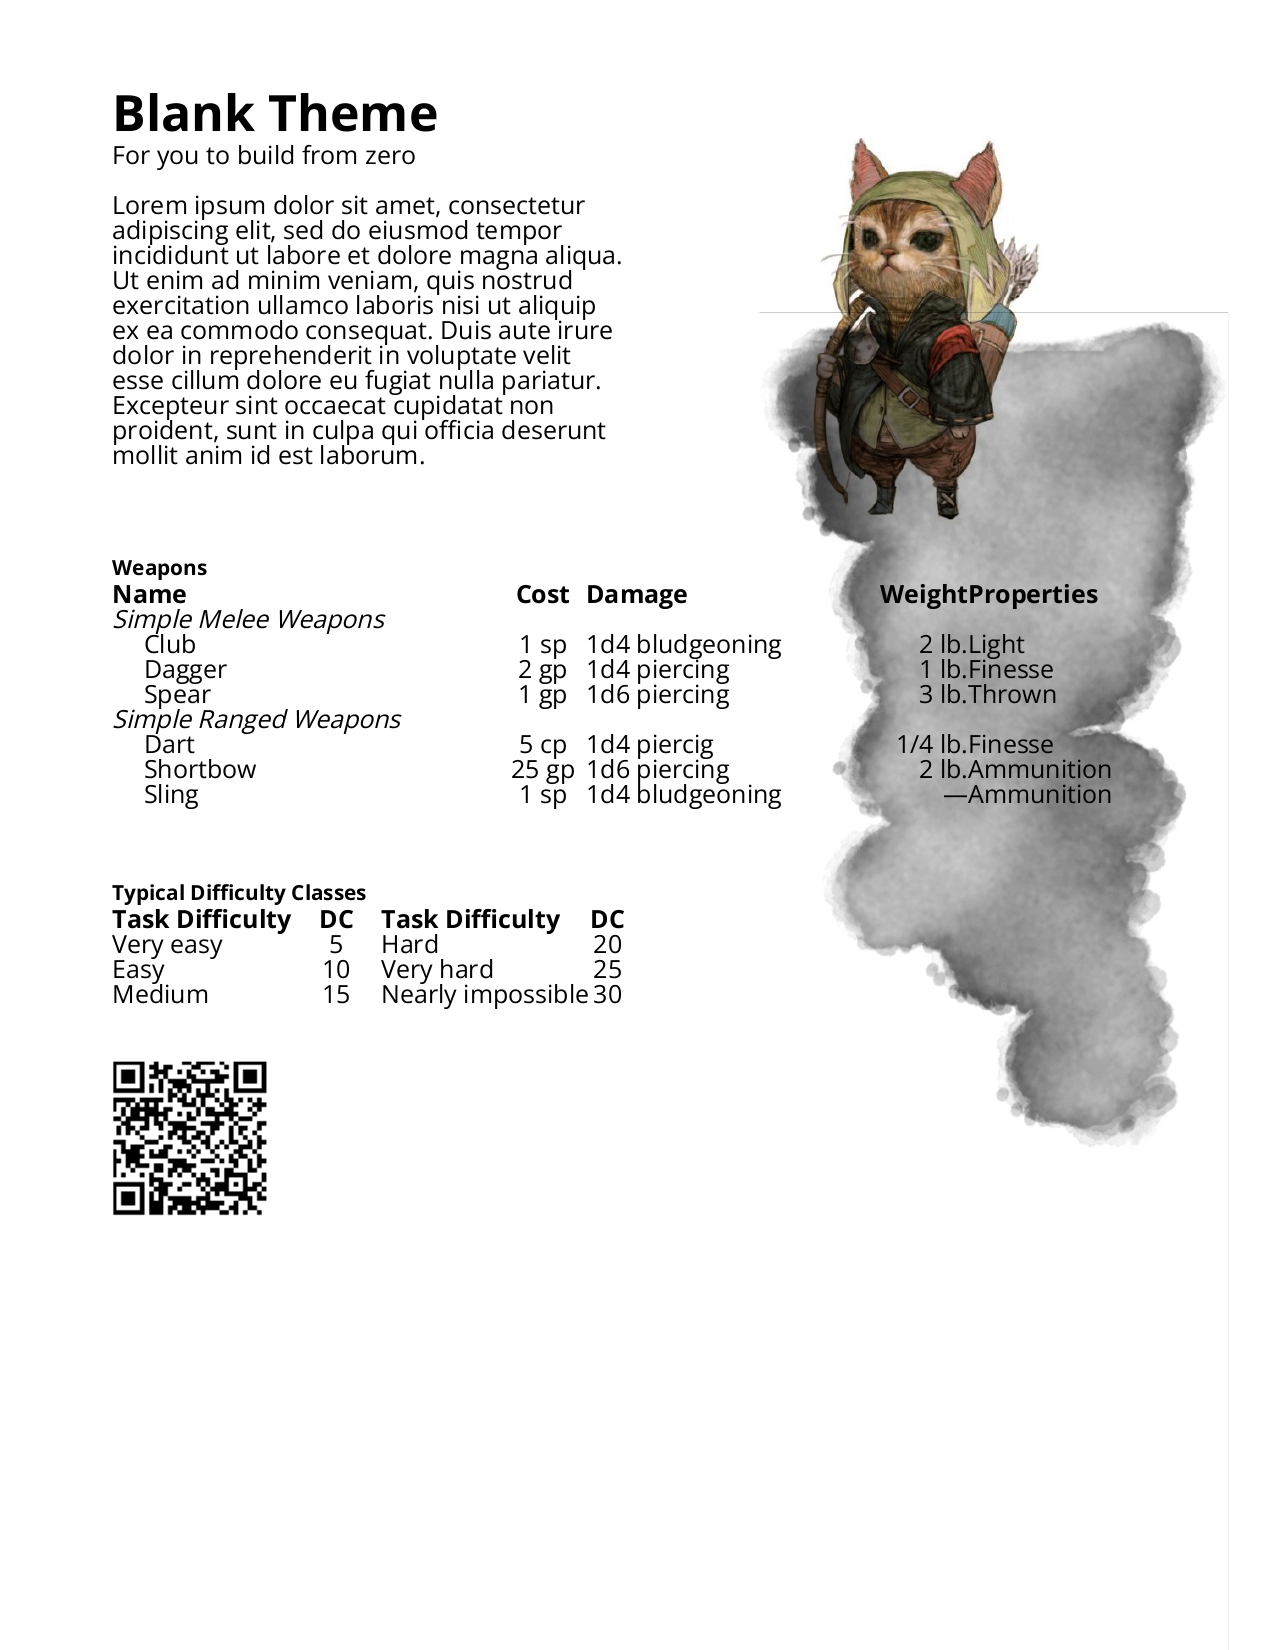 Blank Theme
For you to build from zero
Lorem ipsum dolor sit amet, consectetur
adipiscing elit, sed do eiusmod tempor
incididunt ut labore et dolore magna aliqua.
Ut enim ad minim veniam, quis nostrud
exercitation ullamco laboris nisi ut aliquip
ex ea commodo consequat. Duis aute irure
dolor in reprehenderit in voluptate velit
esse cillum dolore eu fugiat nulla pariatur.
Excepteur sint occaecat cupidatat non
proident, sunt in culpa qui officia deserunt
mollit anim id est laborum.
Weapons
Name Cost Damage Weight Properties
Simple Melee Weapons
Club 1 sp 1d4 bludgeoning 2 lb. Light
Dagger 2 gp 1d4 piercing 1 lb. Finesse
Spear 1 gp 1d6 piercing 3 lb. Thrown
Simple Ranged Weapons
Dart 5 cp 1d4 piercig 1/4 lb. Finesse
Shortbow 25 gp 1d6 piercing 2 lb. Ammunition
Sling 1 sp 1d4 bludgeoning — Ammunition
Typical Difficulty Classes
Task Difficulty DC Task Difficulty DC
Very easy 5 Hard 20
Easy 10 Very hard 25
Medium 15 Nearly impossible 30